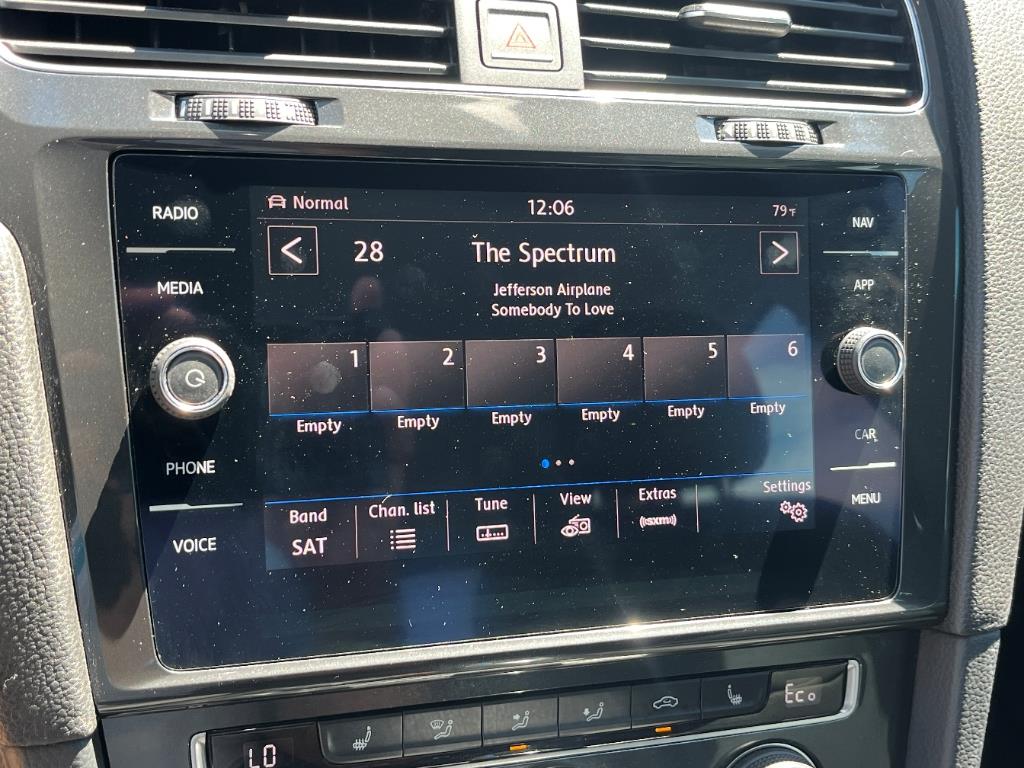 RADIO
MEDIA
PHONE
VOICE
Normal
12:06
79°F
28
The Spectrum
Jefferson Airplane
Somebody To Love
1
2
3
4
5
6
Empty
Empty
Empty
Empty
Empty
Empty
Band
SAT
Chan. list
Tune
View
Extras
((SXM))
Settings
NAV
APP
CAR
MENU
LO
Eco